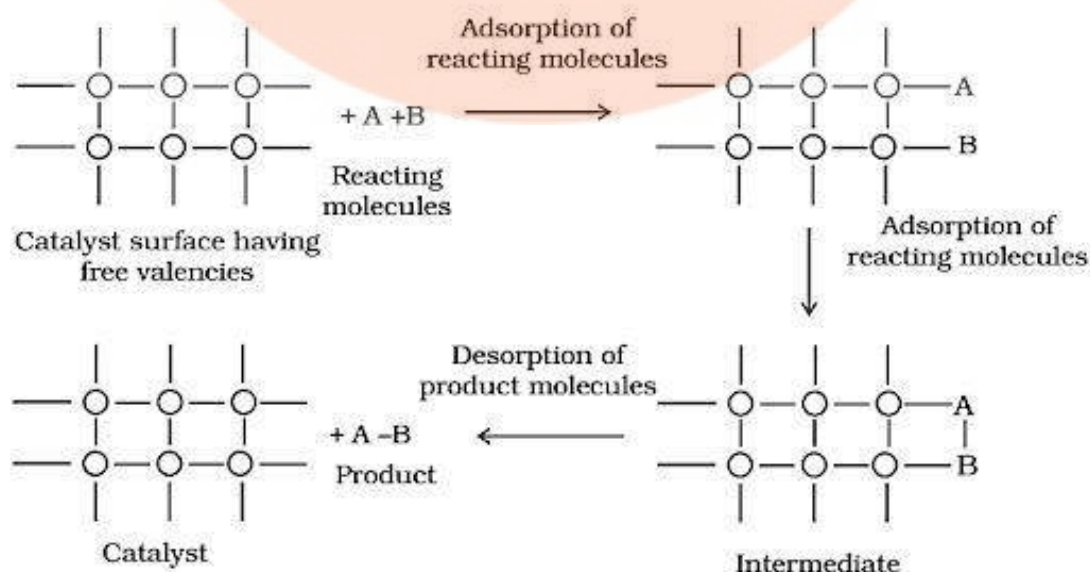 Adsorption of
reacting molecules
A
+ A +B
B
Reacting
molecules
Catalyst surface having
free valencies
Adsorption of
reacting molecules
Desorption of
product molecules
A
+ A –B
Product
B
Catalyst
Intermediate